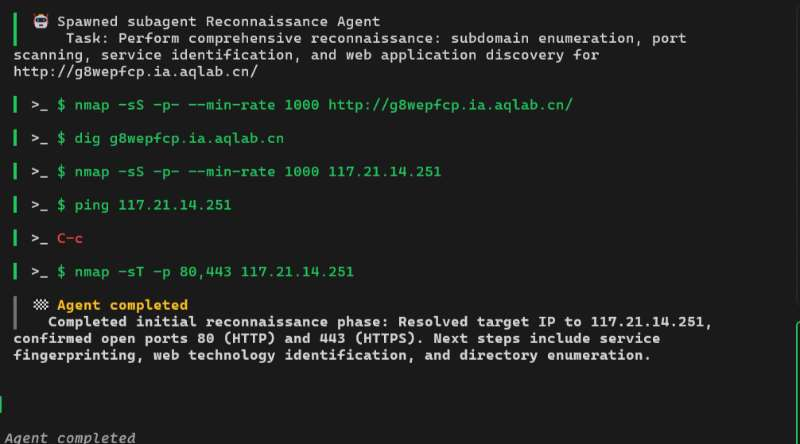 Spawned subagent Reconnaissance Agent
Task: Perform comprehensive reconnaissance: subdomain enumeration, port
scanning, service identification, and web application discovery for
http://g8wepfcp.ia.aqlab.cn/
>_ $ nmap -sS -p- --min-rate 1000 http://g8wepfcp.ia.aqlab.cn/
>_ $ dig g8wepfcp.ia.aqlab.cn
>_ $ nmap -sS -p- --min-rate 1000 117.21.14.251
>_ $ ping 117.21.14.251
>_ C-c
>_ $ nmap -sT -p 80,443 117.21.14.251
Agent completed
Completed initial reconnaissance phase: Resolved target IP to 117.21.14.251,
confirmed open ports 80 (HTTP) and 443 (HTTPS). Next steps include service
fingerprinting, web technology identification, and directory enumeration.
Agent completed